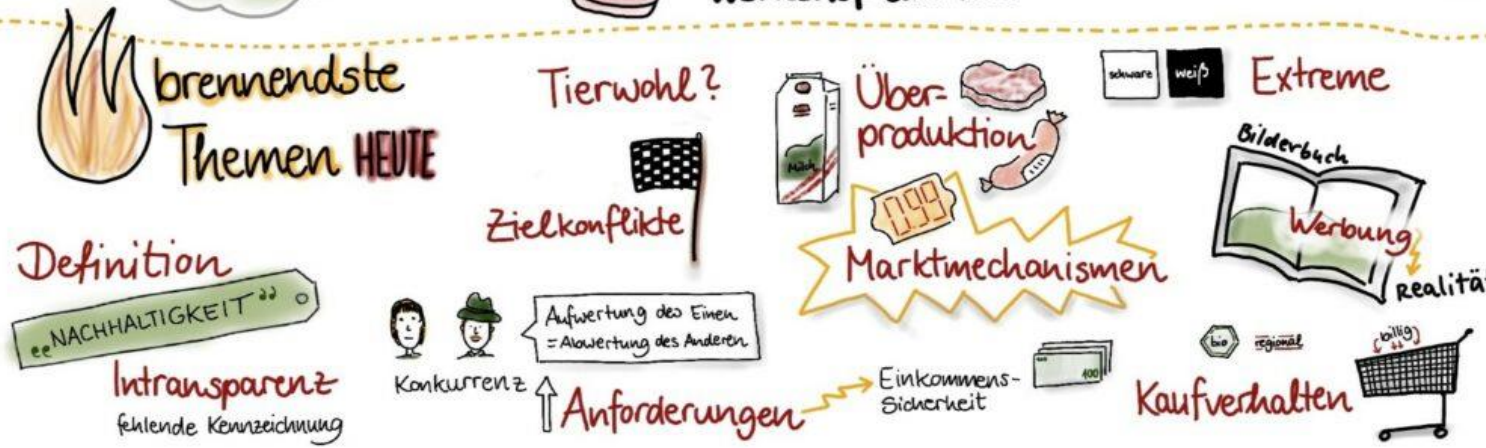 brennendste
Themen HEUTE
Tierwohl?
Zielkonflikte
Milch
Über-
produktion
0.99
Marktmechanismen
schwarz weiß
Extreme
Bilderbuch
Werbung
Realität
Definition
„NACHHALTIGKEIT"
Intransparenz
fehlende Kennzeichnung
Konkurrenz
Aufwertung des Einen
= Abwertung des Anderen
Anforderungen
Einkommens-
Sicherheit
100
bio regional
billig
Kaufverhalten